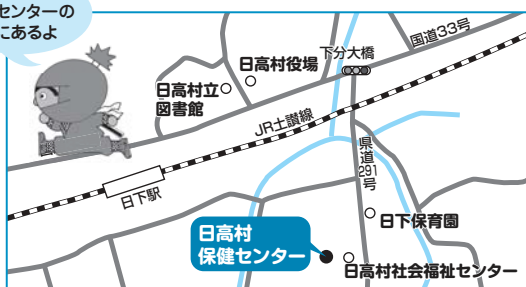 センターの
にあるよ
国道33号
下分大橋
日高村役場
日高村立
図書館
JR土讃線
県道
291
号
日下駅
日下保育園
日高村
保健センター
日高村社会福祉センター